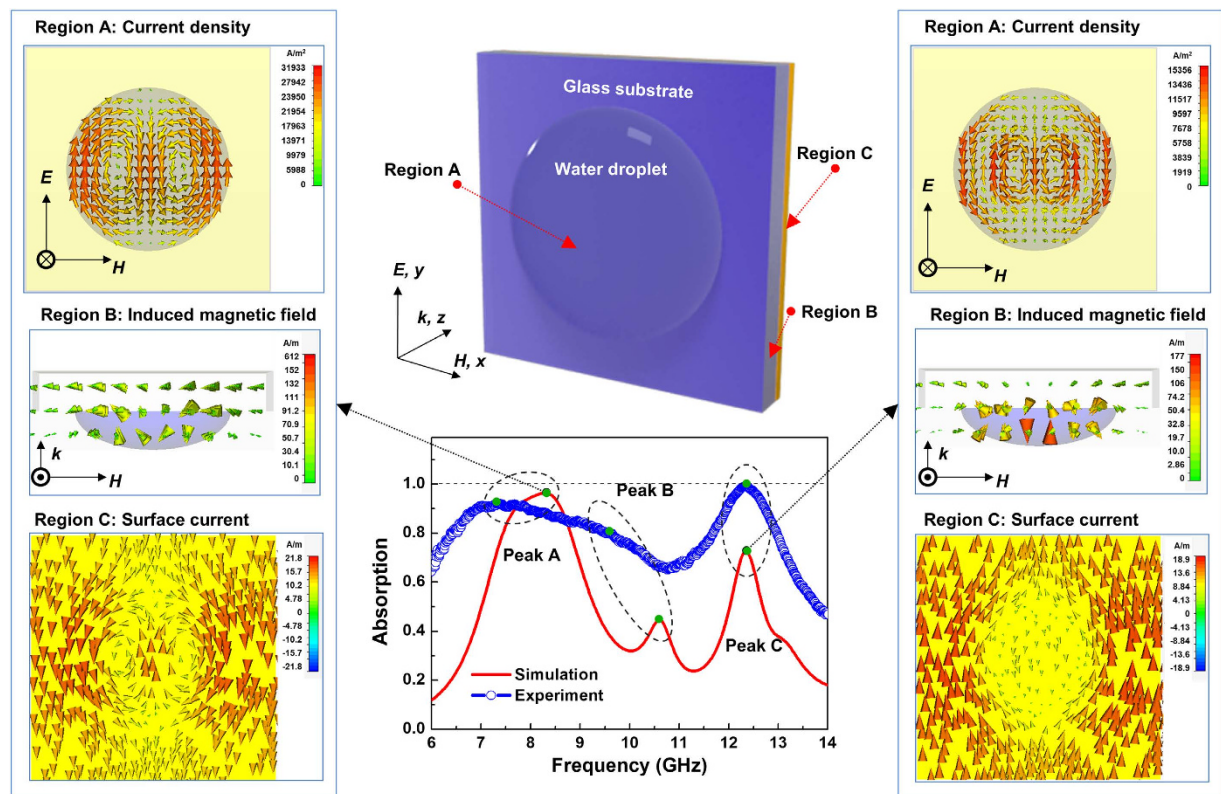 Region A: Current density
A/m²
31933
27942
23950
21954
17963
13971
9979
5988
0
E
H
Region B: Induced magnetic field
A/m
612
152
132
111
91.2
70.9
50.7
30.4
10.1
k
H
Region C: Surface current
A/m
21.8
15.7
10.2
4.78
0
-4.78
-10.2
-15.7
-21.8
Glass substrate
Water droplet
Region A
Region C
Region B
E, y
k, z
H, x
Absorption
1.0
0.8
0.6
0.4
0.2
0.0
Peak A
Peak B
Peak C
Simulation
Experiment
6 7 8 9 10 11 12 13 14
Frequency (GHz)
Region A: Current density
A/m²
15356
13436
11517
9597
7678
5758
3839
1919
0
E
H
Region B: Induced magnetic field
A/m
177
150
106
74.2
50.4
32.8
19.7
10.0
2.86
k
H
Region C: Surface current
A/m
18.9
13.6
8.84
4.13
0
-4.13
-8.84
-13.6
-18.9